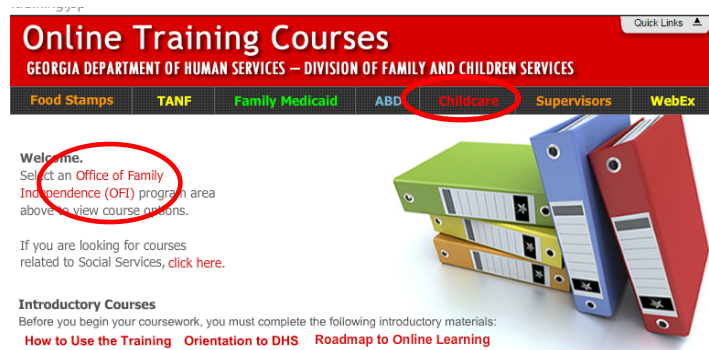 Quick Links
Online Training Courses
GEORGIA DEPARTMENT OF HUMAN SERVICES — DIVISION OF FAMILY AND CHILDREN SERVICES
Food Stamps TANF Family Medicaid ABD Childcare Supervisors WebEx
Welcome.
Select an Office of Family
Independence (OFI) program area
above to view course options.
If you are looking for courses
related to Social Services, click here.
Introductory Courses
Before you begin your coursework, you must complete the following introductory materials:
How to Use the Training Orientation to DHS Roadmap to Online Learning